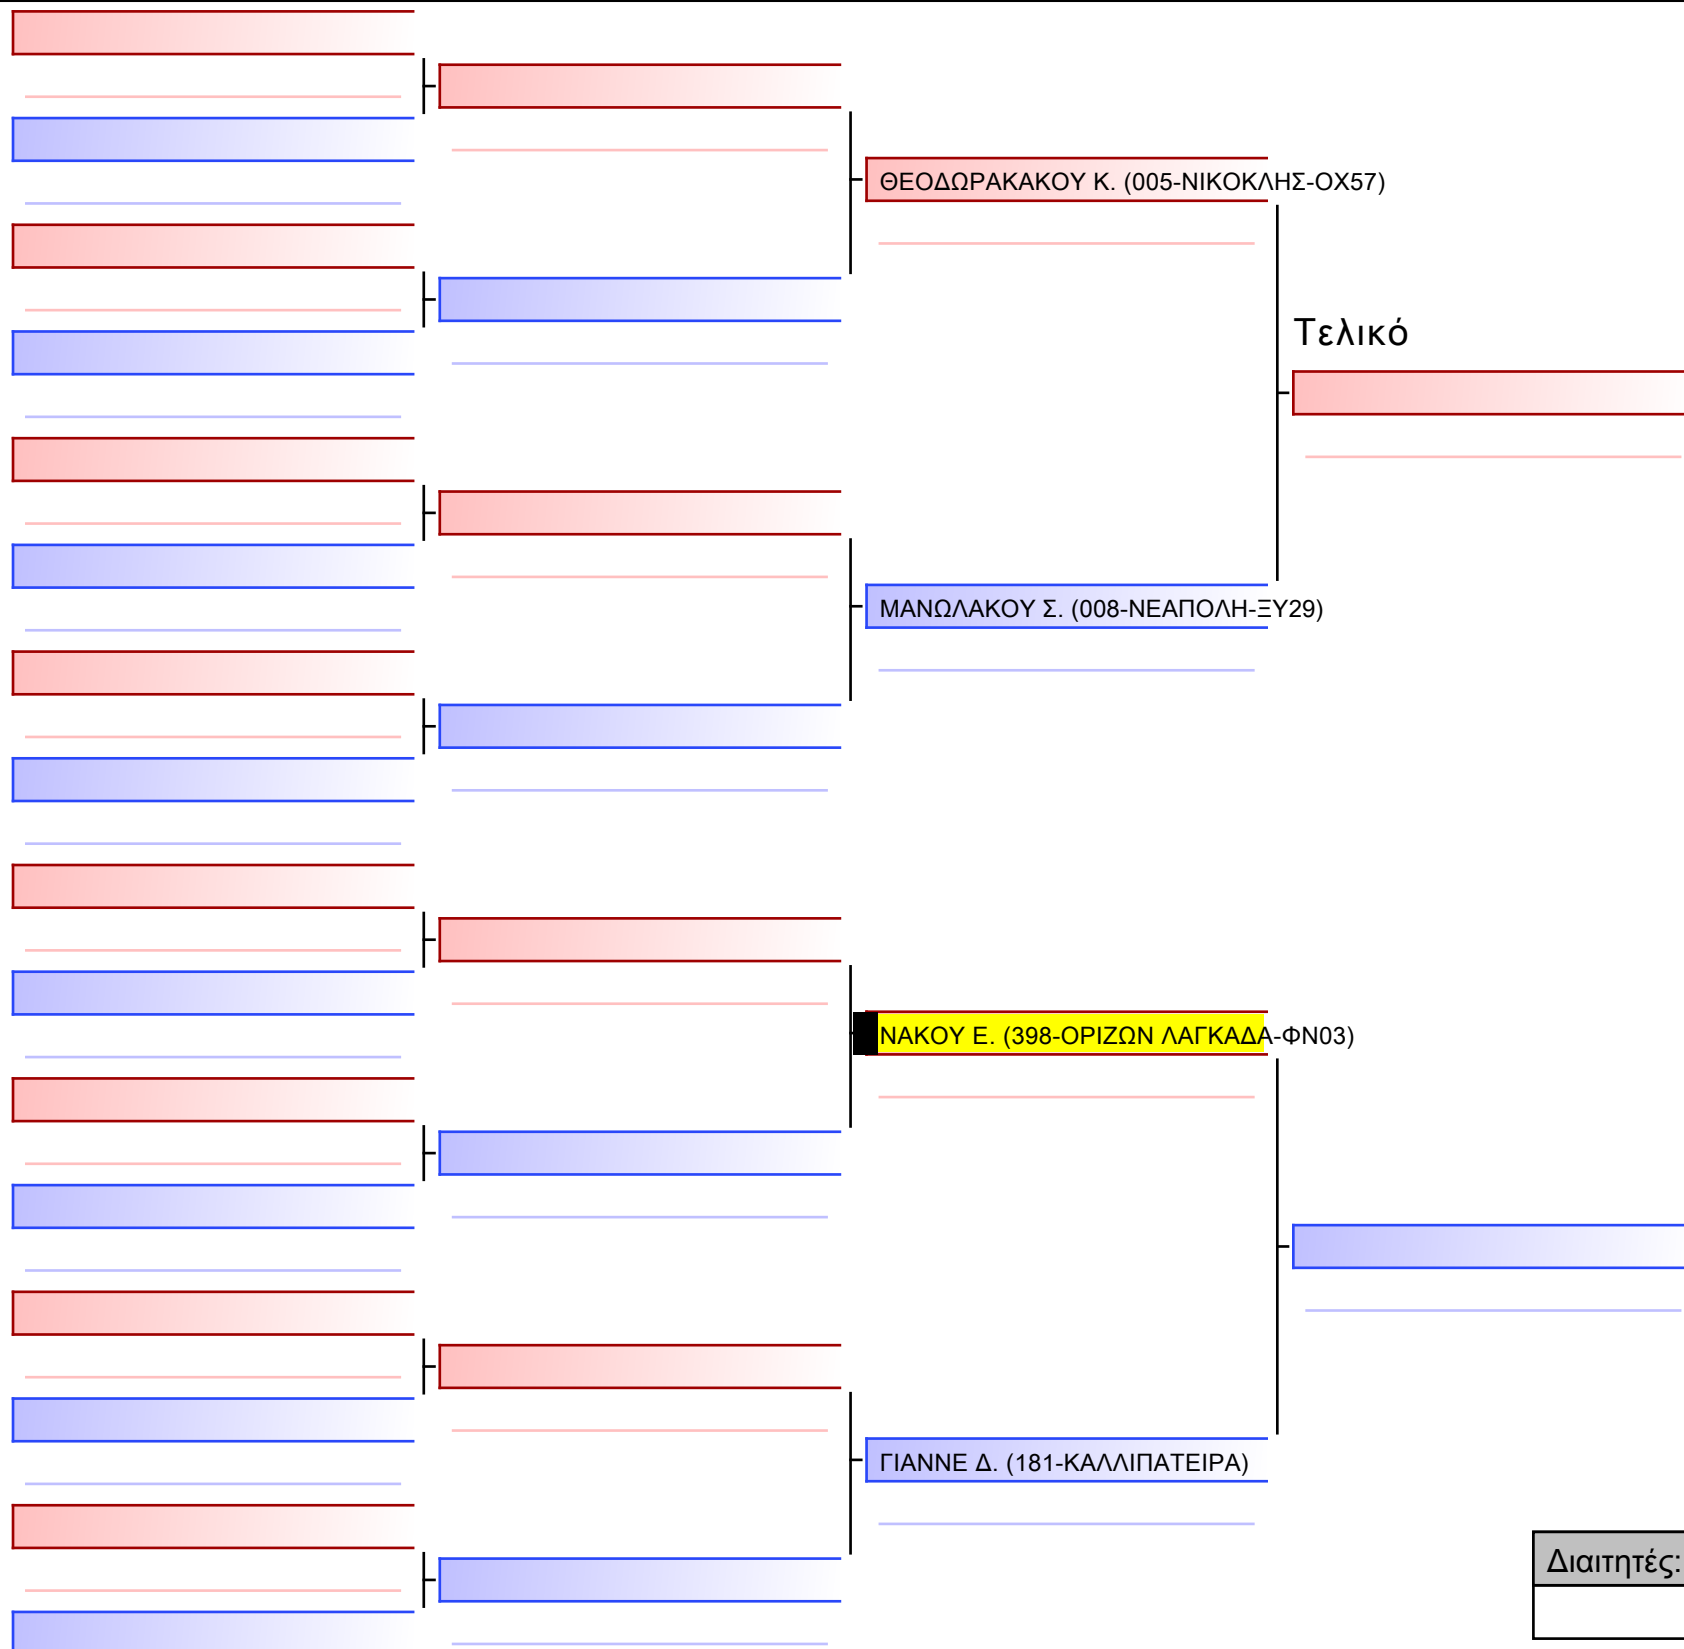 ΘΕΟΔΩΡΑΚΑΚΟΥ Κ. (005-ΝΙΚΟΚΛΗΣ-ΟΧ57)
Τελικό
ΜΑΝΩΛΑΚΟΥ Σ. (008-ΝΕΑΠΟΛΗ-ΞΥ29)
ΝΑΚΟΥ Ε. (398-ΟΡΙΖΩΝ ΛΑΓΚΑΔΑ-ΦΝ03)
ΓΙΑΝΝΕ Δ. (181-ΚΑΛΛΙΠΑΤΕΙΡΑ)
Διαιτητές: